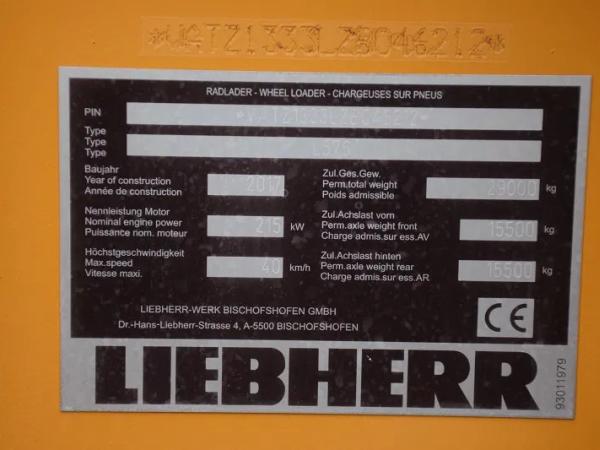 *VATZ1333LZB046212*
RADLADER - WHEEL LOADER - CHARGEUSES SUR PNEUS
PIN *VATZ1333LZB046212*
Type
Type
Type L576
Baujahr
Year of construction 2017
Année de construction
Nennleistung Motor
Nominal engine power 215 kW
Puissance nom. moteur
Höchstgeschwindigkeit
Max.speed 40 km/h
Vitesse maxi.
Zul.Ges.Gew.
Perm.total weight kg
Poids admissible
Zul.Achslast vorn
Perm.axle weight front 15500 kg
Charge admis.sur ess.AV
Zul.Achslast hinten
Perm.axle weight rear 15500 kg
Charge admis.sur ess.AR
LIEBHERR-WERK BISCHOFSHOFEN GMBH
Dr.-Hans-Liebherr-Strasse 4, A-5500 BISCHOFSHOFEN
CE
LIEBHERR
93011979